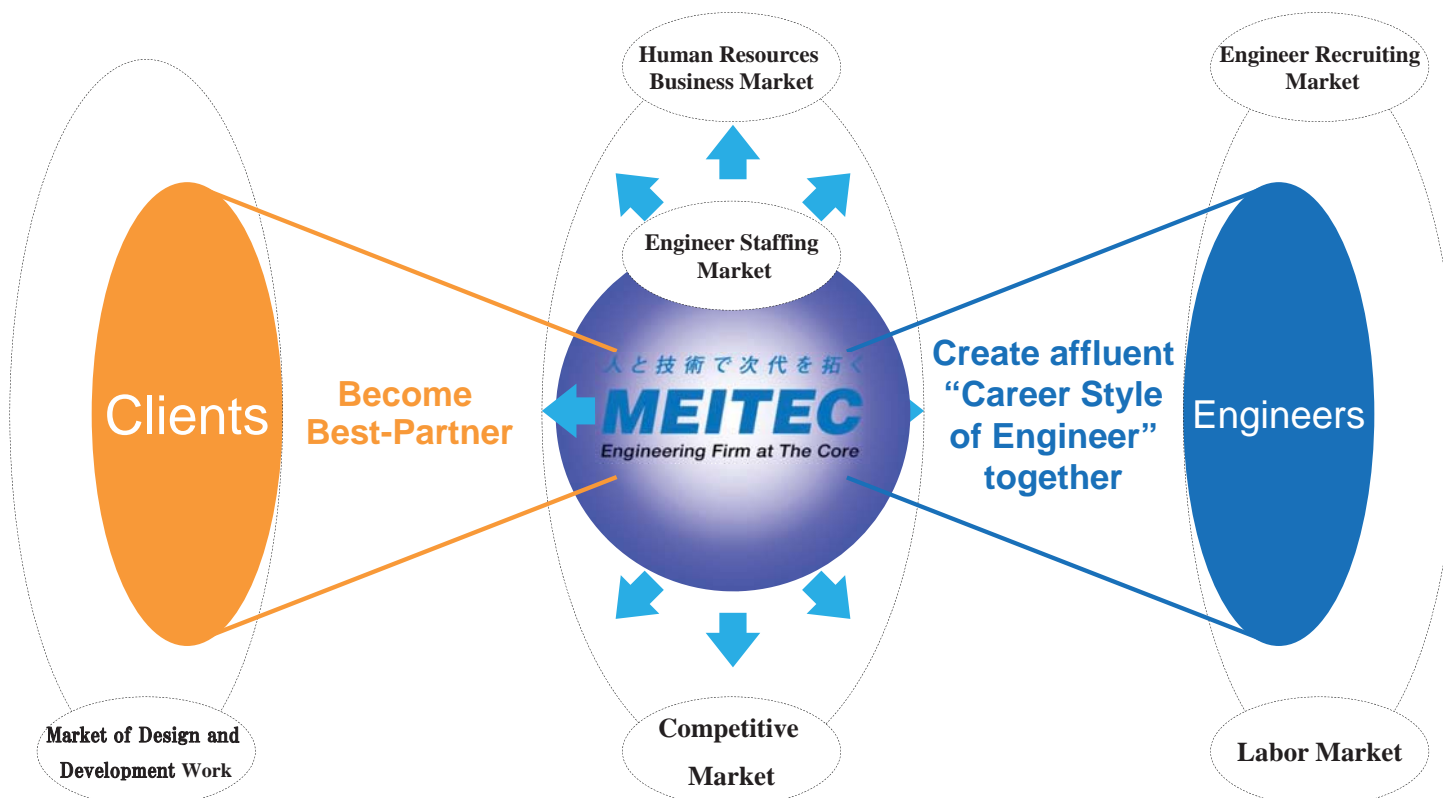 Human Resources
Business Market
Engineer Recruiting
Market
Engineer Staffing
Market
人と技術で次代を拓く
MEITEC
Engineering Firm at The Core
Clients
Become
Best-Partner
Create affluent
“Career Style
of Engineer”
together
Engineers
Market of Design and
Development Work
Competitive
Market
Labor Market